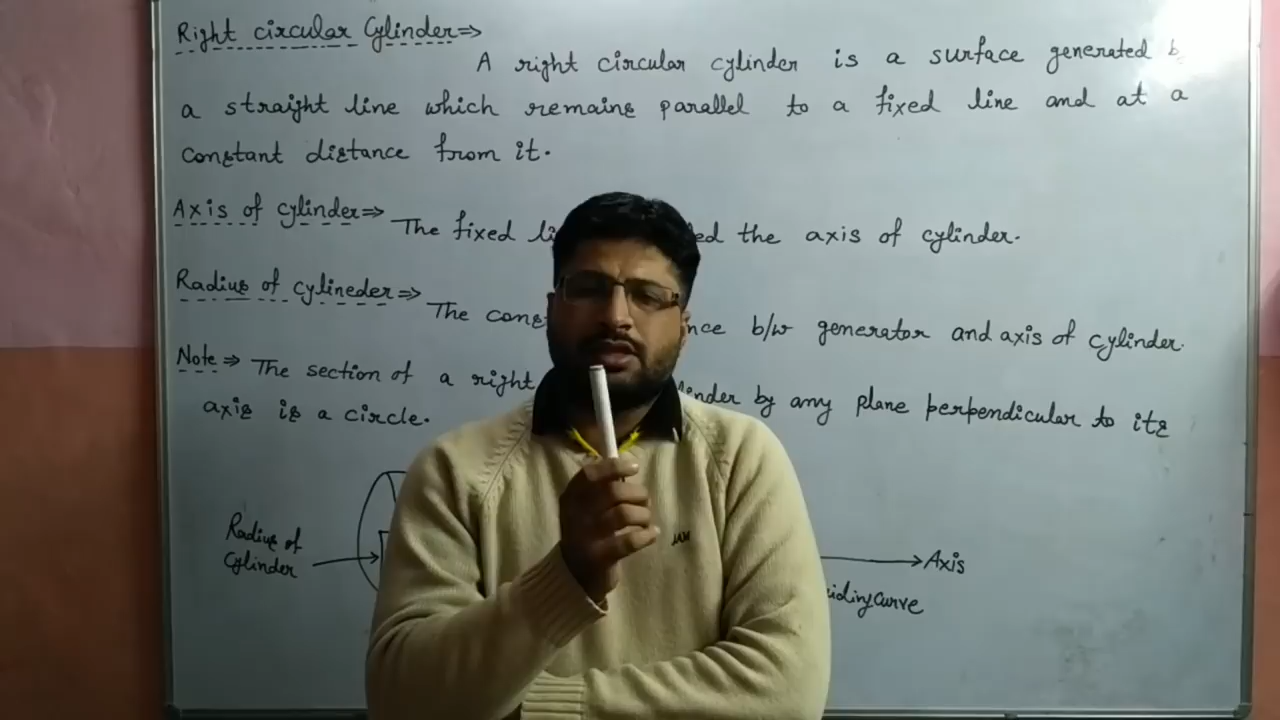 Right circular Cylinder⇒
A right circular cylinder is a surface generated
a straight line which remains parallel to a fixed line and at a
constant distance from it.
Axis of cylinder⇒ The fixed the axis of cylinder.
Radius of cylineder⇒ The b/w generator and axis of cylinder.
Note⇒ The section of a right by any plane perpendicular to its
axis is a circle.
Radius of
Cylinder
Axis
curve